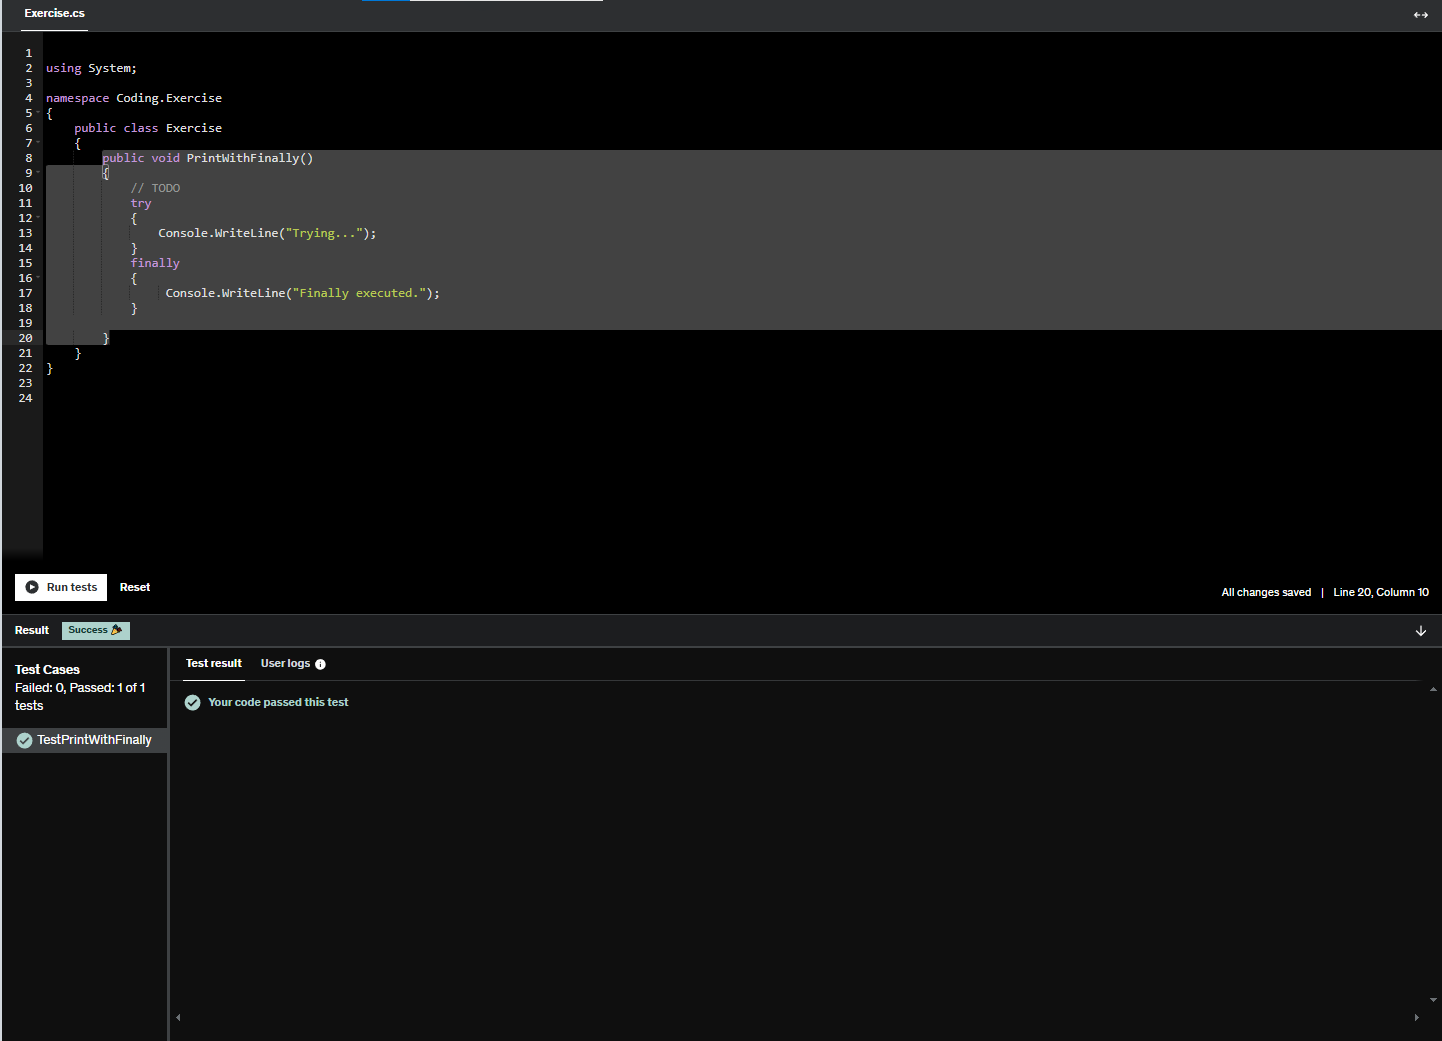 Exercise.cs
1
2 using System;
3
4 namespace Coding.Exercise
5 {
6 public class Exercise
7 {
8 public void PrintWithFinally()
9 {
10 // TODO
11 try
12 {
13 Console.WriteLine("Trying...");
14 }
15 finally
16 {
17 Console.WriteLine("Finally executed.");
18 }
19
20 }
21 }
22 }
23
24
Run tests Reset
All changes saved | Line 20, Column 10
Result Success
Test Cases
Failed: 0, Passed: 1 of 1
tests
TestPrintWithFinally
Test result User logs
Your code passed this test